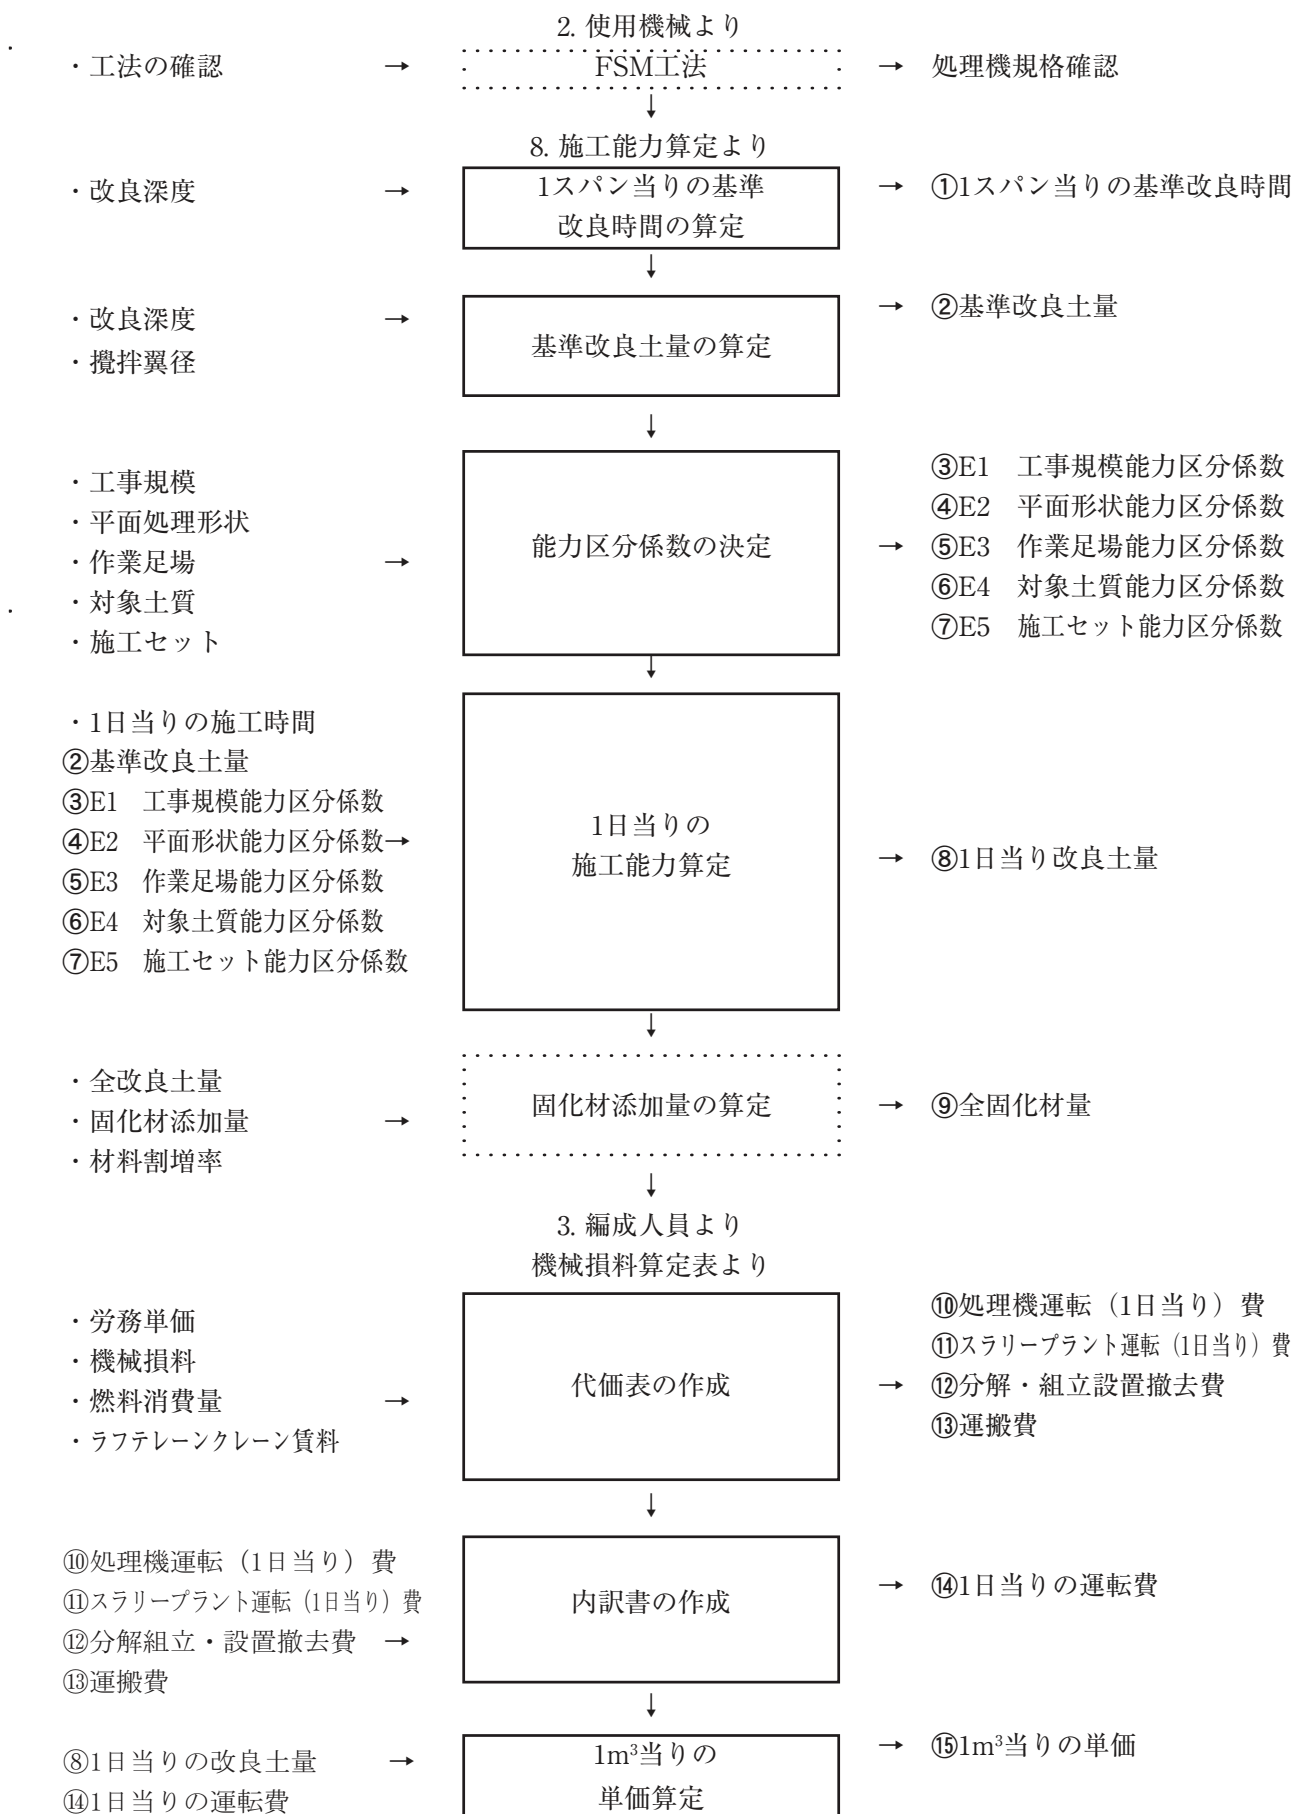 2. 使用機械より
・工法の確認 → FSM工法 → 処理機規格確認
↓
8. 施工能力算定より
・改良深度 → 1スパン当りの基準 → ①1スパン当りの基準改良時間
改良時間の算定
↓
・改良深度 → 基準改良土量の算定 → ②基準改良土量
・攪拌翼径
↓
・工事規模
・平面処理形状
・作業足場 →
・対象土質
・施工セット
能力区分係数の決定 →
③E1 工事規模能力区分係数
④E2 平面形状能力区分係数
⑤E3 作業足場能力区分係数
⑥E4 対象土質能力区分係数
⑦E5 施工セット能力区分係数
↓
・1日当りの施工時間
②基準改良土量
③E1 工事規模能力区分係数
④E2 平面形状能力区分係数→
⑤E3 作業足場能力区分係数
⑥E4 対象土質能力区分係数
⑦E5 施工セット能力区分係数
1日当りの
施工能力算定
→ ⑧1日当り改良土量
↓
・全改良土量
・固化材添加量 →
・材料割増率
固化材添加量の算定 → ⑨全固化材量
↓
3. 編成人員より
機械損料算定表より
・労務単価
・機械損料
・燃料消費量 →
・ラフテレーンクレーン賃料
代価表の作成 →
⑩処理機運転（1日当り）費
⑪スラリープラント運転（1日当り）費
⑫分解・組立設置撤去費
⑬運搬費
↓
⑩処理機運転（1日当り）費
⑪スラリープラント運転（1日当り）費
⑫分解組立・設置撤去費 →
⑬運搬費
内訳書の作成 → ⑭1日当りの運転費
↓
⑧1日当りの改良土量 →
⑭1日当りの運転費
1m³当りの
単価算定
→ ⑮1m³当りの単価